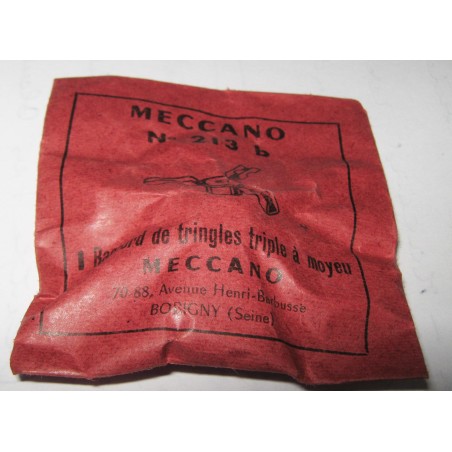 MECCANO
N° 213 b
1 Raccord de tringles triple à moyeu
MECCANO
70-88, Avenue Henri-Barbusse
BOBIGNY (Seine)